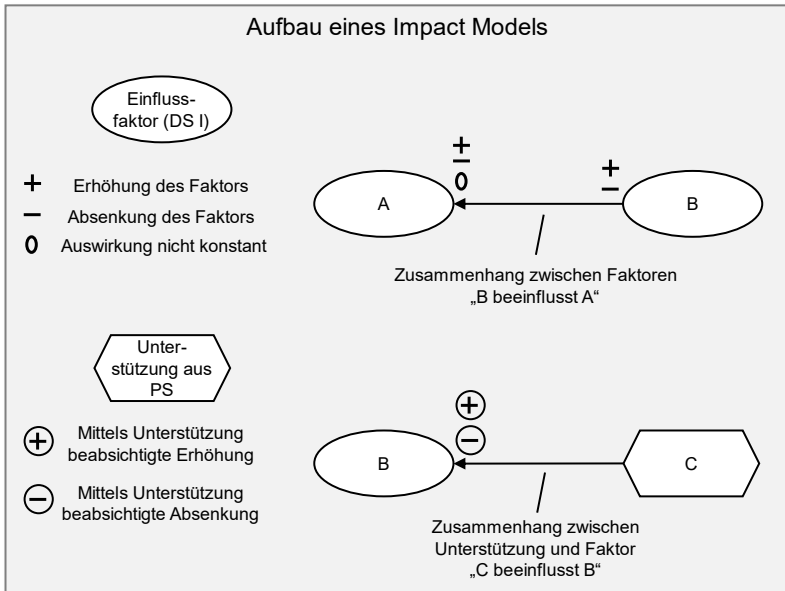 Aufbau eines Impact Models
Einfluss-
faktor (DS I)
+ Erhöhung des Faktors
– Absenkung des Faktors
0 Auswirkung nicht konstant
+
–
0
+
–
A
B
Zusammenhang zwischen Faktoren
„B beeinflusst A“
Unter-
stützung aus
PS
+ Mittels Unterstützung
beabsichtigte Erhöhung
– Mittels Unterstützung
beabsichtigte Absenkung
+
–
B
C
Zusammenhang zwischen
Unterstützung und Faktor
„C beeinflusst B“